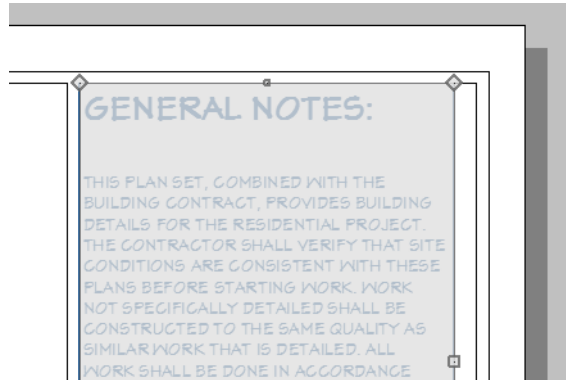 GENERAL NOTES:
THIS PLAN SET, COMBINED WITH THE
BUILDING CONTRACT, PROVIDES BUILDING
DETAILS FOR THE RESIDENTIAL PROJECT.
THE CONTRACTOR SHALL VERIFY THAT SITE
CONDITIONS ARE CONSISTENT WITH THESE
PLANS BEFORE STARTING WORK. WORK
NOT SPECIFICALLY DETAILED SHALL BE
CONSTRUCTED TO THE SAME QUALITY AS
SIMILAR WORK THAT IS DETAILED. ALL
WORK SHALL BE DONE IN ACCORDANCE